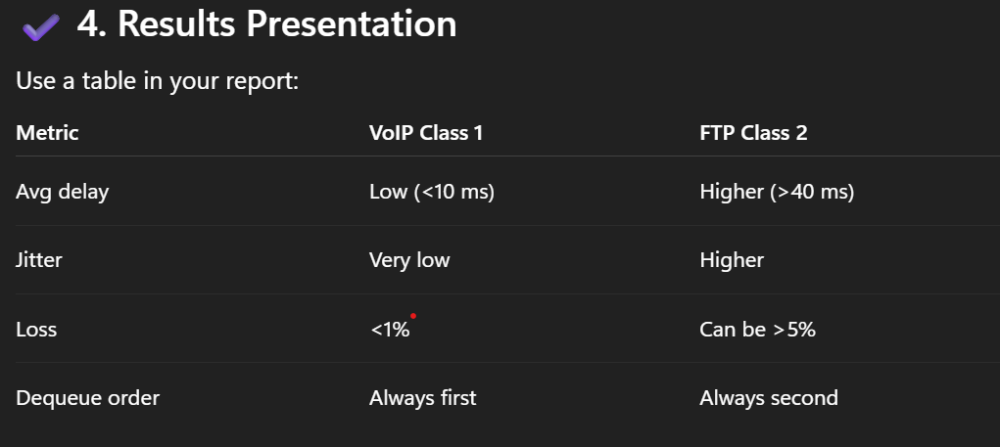 4. Results Presentation
Use a table in your report:
Metric VoIP Class 1 FTP Class 2
Avg delay Low (<10 ms) Higher (>40 ms)
Jitter Very low Higher
Loss <1% Can be >5%
Dequeue order Always first Always second